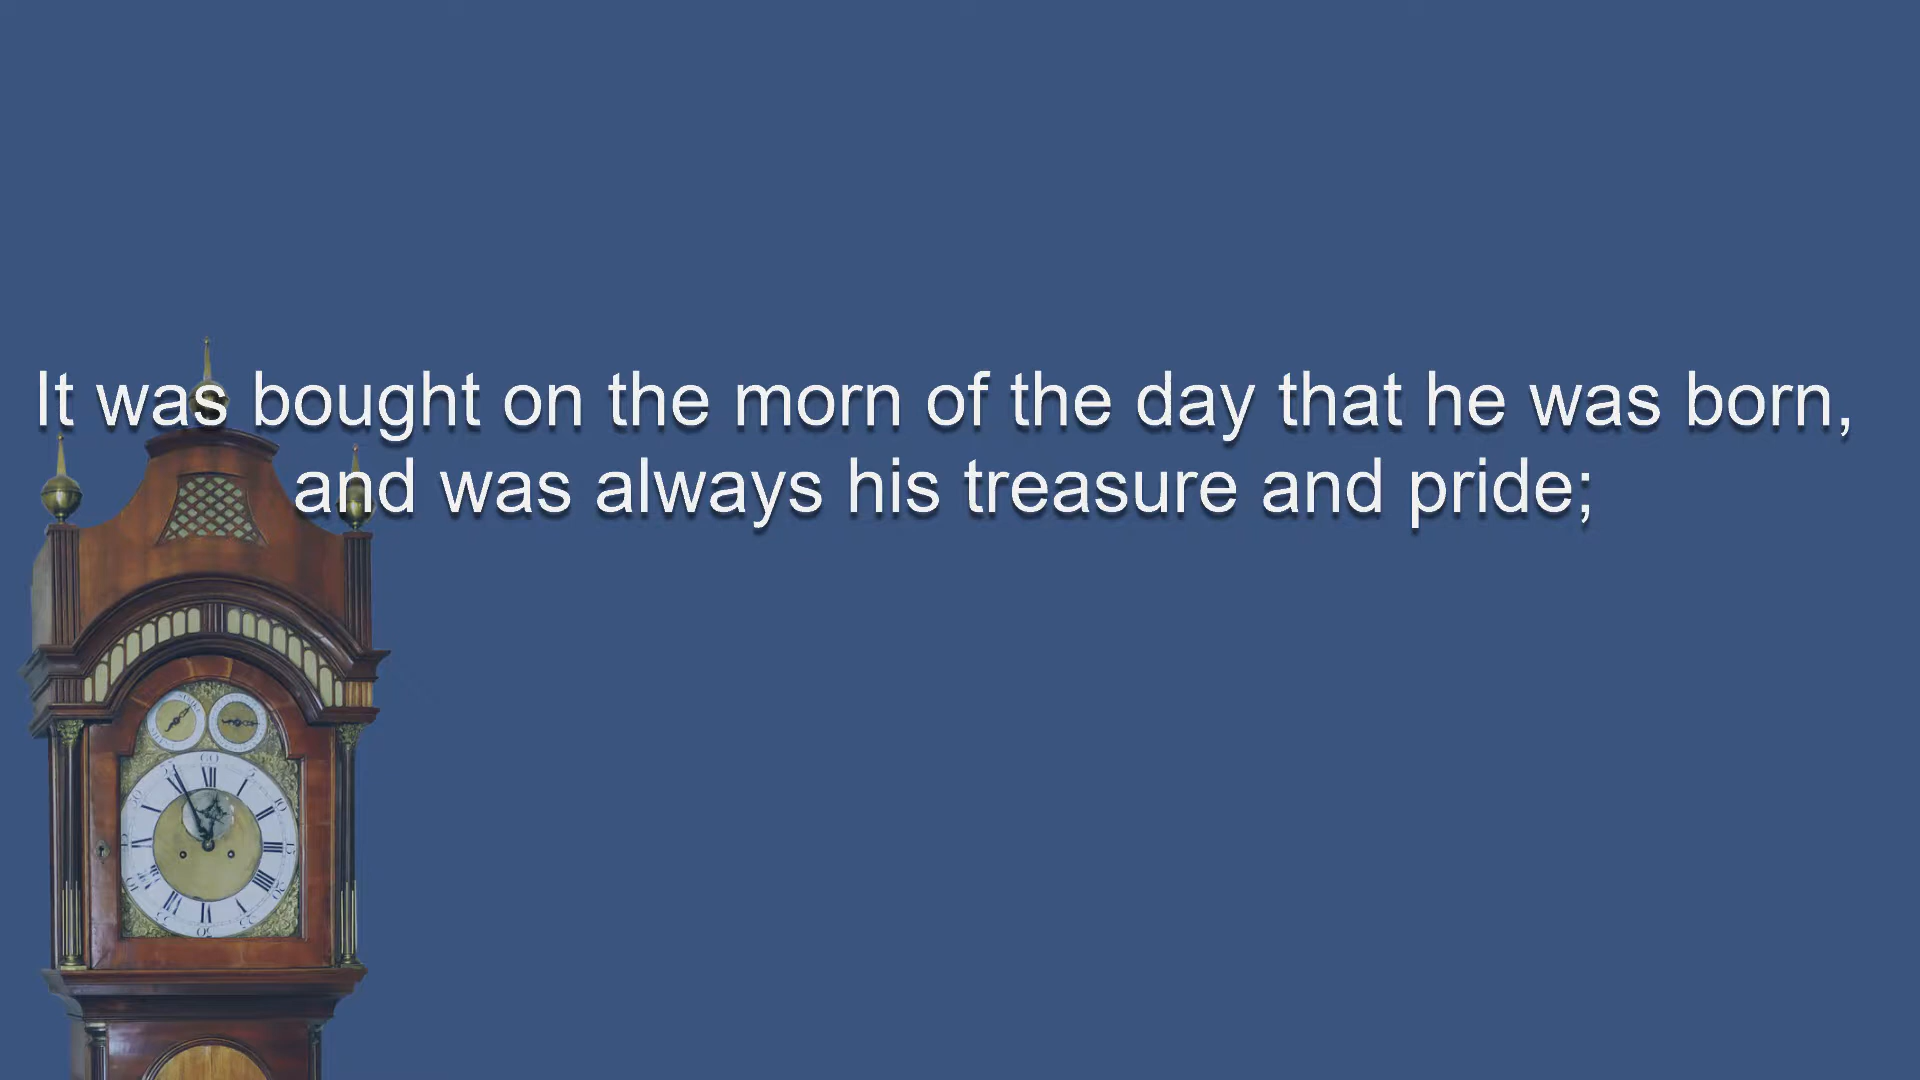 It was bought on the morn of the day that he was born,
and was always his treasure and pride;